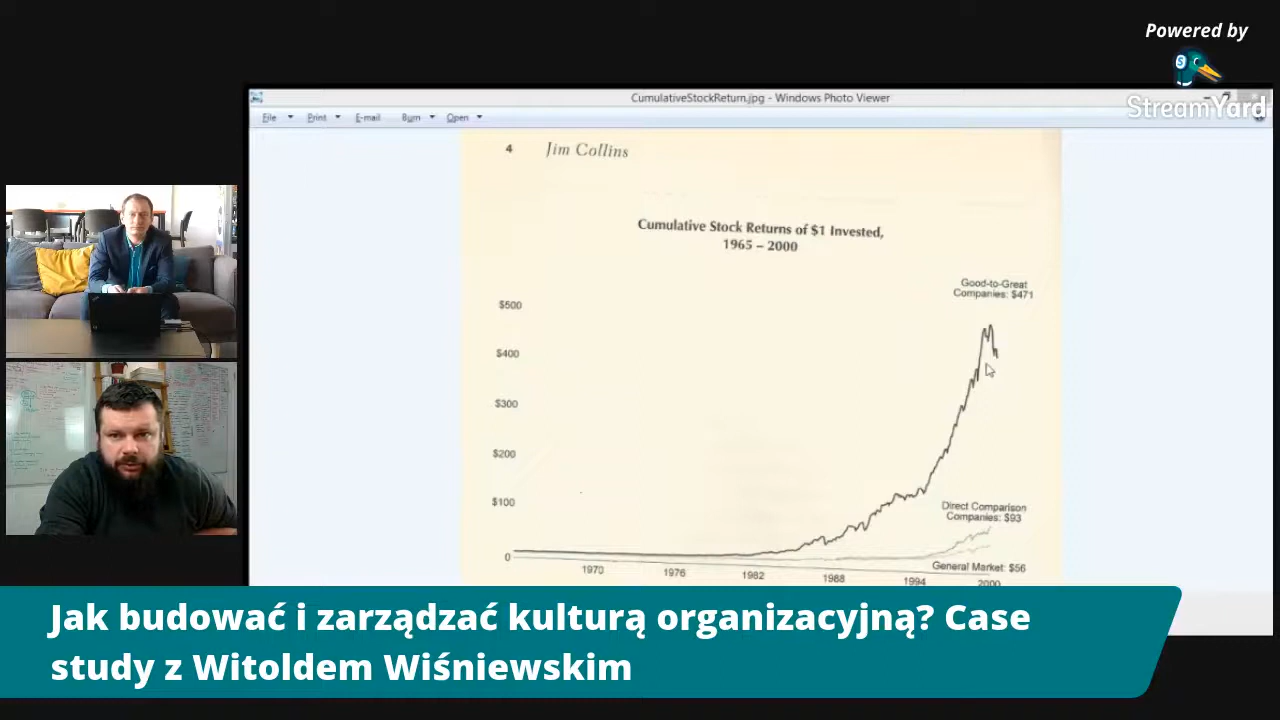 Powered by
StreamYard
CumulativeStockReturn.jpg - Windows Photo Viewer
File Print E-mail Burn Open
4 Jim Collins
Cumulative Stock Returns of $1 Invested,
1965 – 2000
Good-to-Great
Companies: $471
$500
$400
$300
$200
$100
0
Direct Comparison
Companies: $93
General Market: $56
1970 1976 1982 1988 1994 2000
Jak budować i zarządzać kulturą organizacyjną? Case
study z Witoldem Wiśniewskim